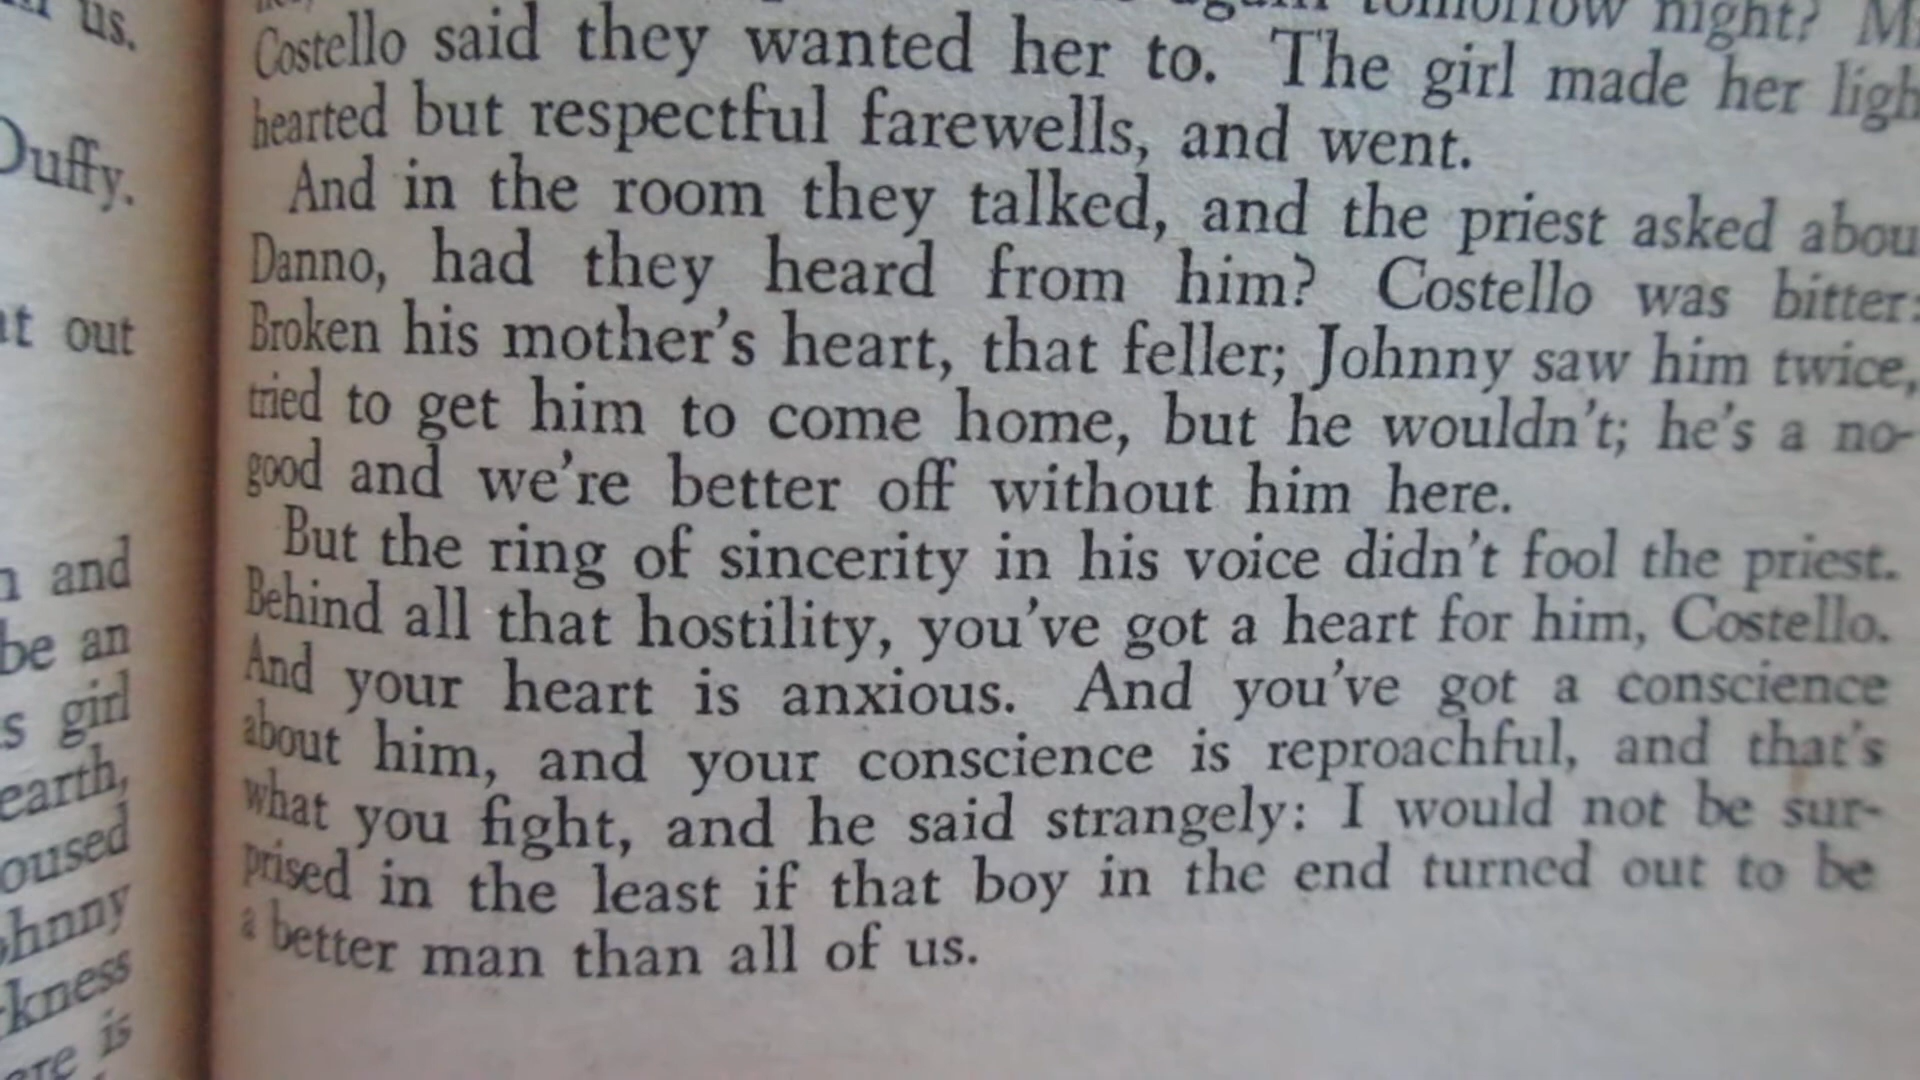 us.
Duffy.
out
and
be an
girl
earth,
is
tomorrow night?
Costello said they wanted her to. The girl made her
hearted but respectful farewells, and went.
And in the room they talked, and the priest asked
Danno, had they heard from him? Costello was bitter:
Broken his mother's heart, that feller; Johnny saw him twice,
tried to get him to come home, but he wouldn't; he's a no-
good and we're better off without him here.
But the ring of sincerity in his voice didn't fool the priest.
Behind all that hostility, you've got a heart for him, Costello.
And your heart is anxious. And you've got a conscience
about him, and your conscience is reproachful, and that's
what you fight, and he said strangely: I would not be sur-
prised in the least if that boy in the end turned out to be
a better man than all of us.